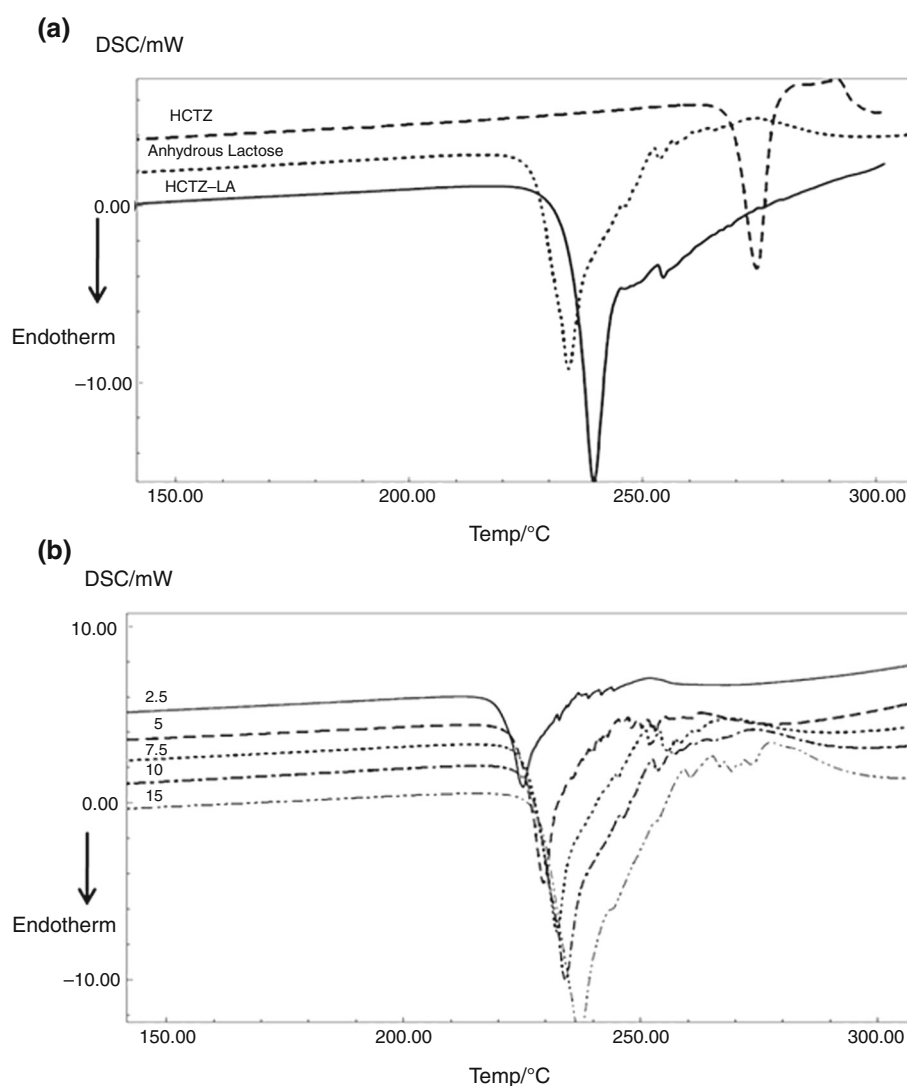 (a)
DSC/mW
HCTZ
Anhydrous Lactose
HCTZ–LA
0.00
Endotherm
–10.00
150.00 200.00 250.00 300.00
Temp/°C
(b)
DSC/mW
10.00
2.5
5
7.5
10
0.00
15
Endotherm
–10.00
150.00 200.00 250.00 300.00
Temp/°C